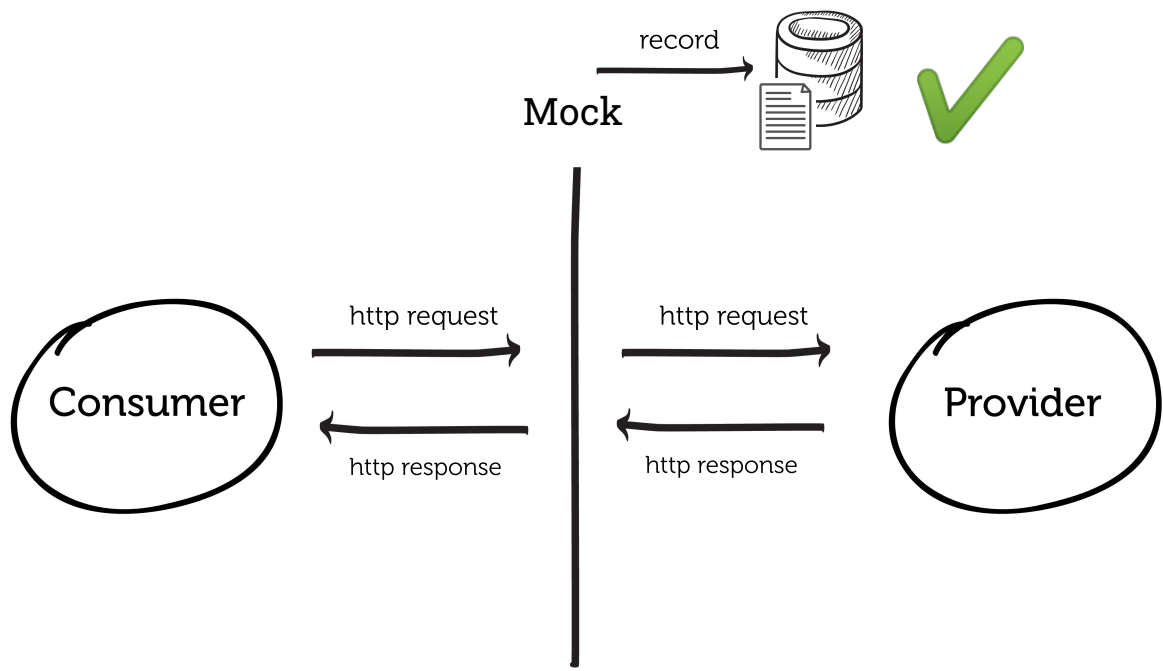 record
Mock
http request
http request
Consumer
Provider
http response
http response